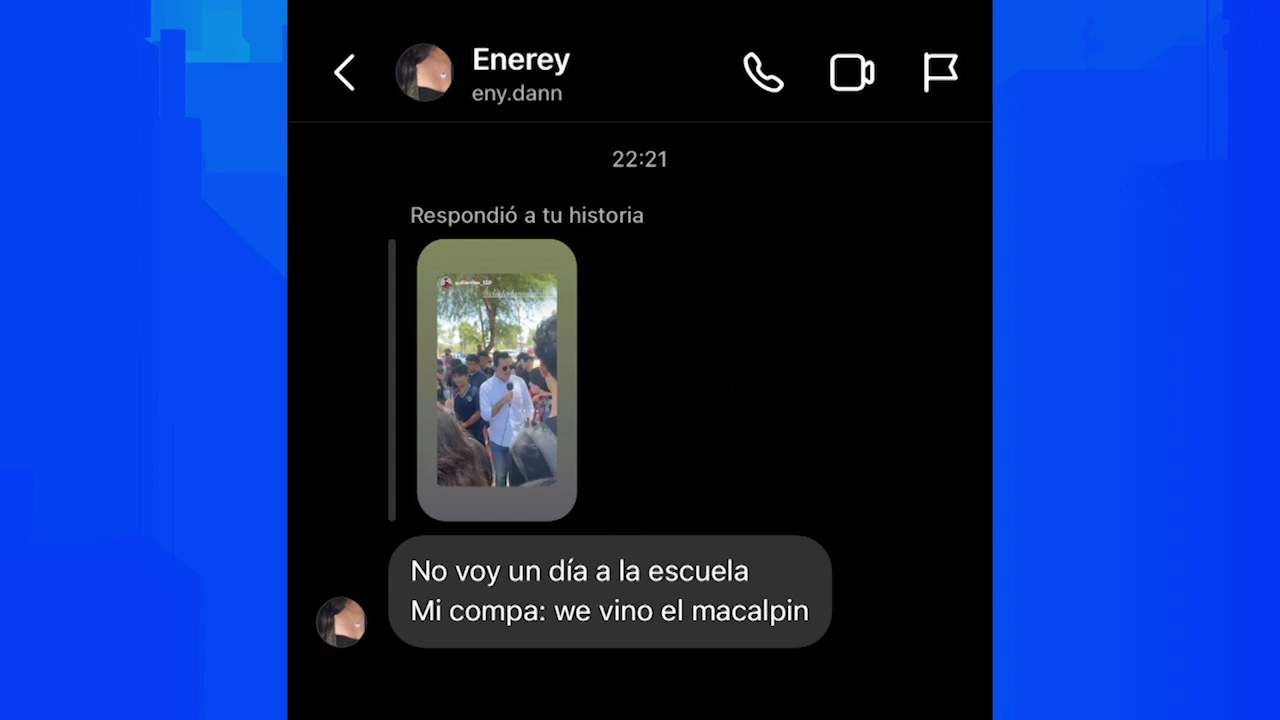 Enerey
eny.dann
22:21
Respondió a tu historia
No voy un día a la escuela
Mi compa: we vino el macalpin